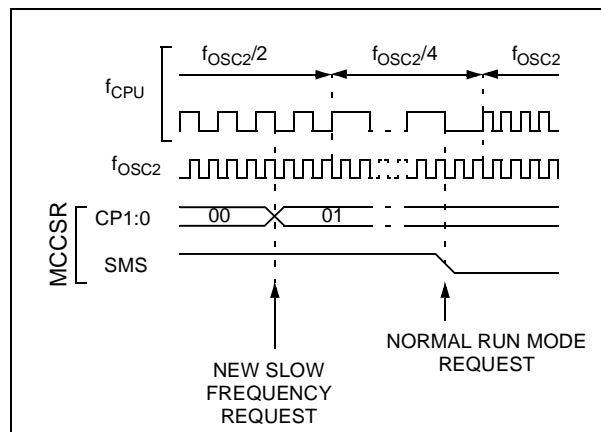 fOSC2/2 fOSC2/4 fOSC2
fCPU
fOSC2
MCCSR
CP1:0 00 01
SMS
NEW SLOW
FREQUENCY
REQUEST
NORMAL RUN MODE
REQUEST